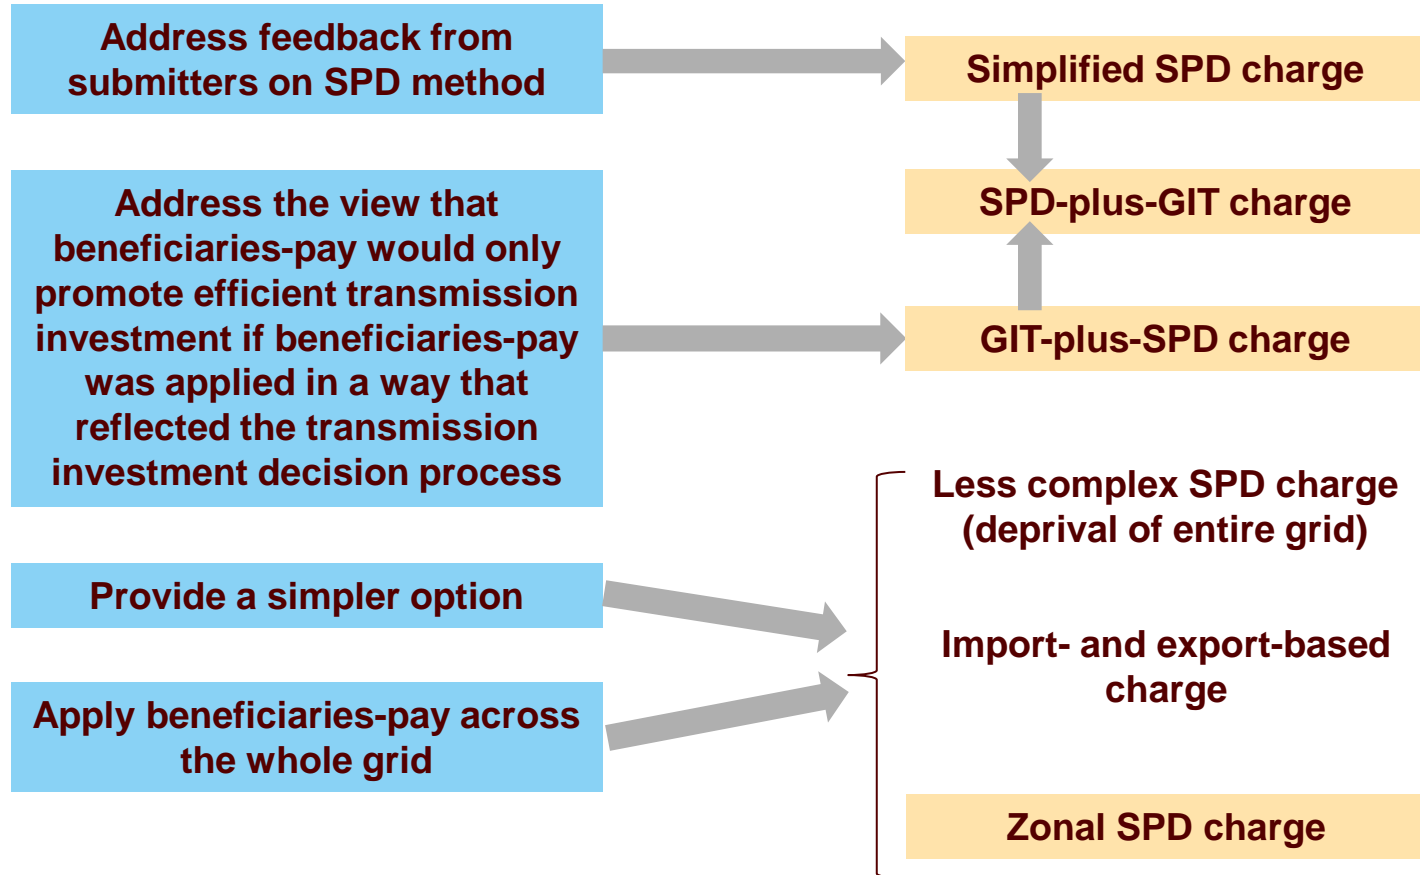 Address feedback from
submitters on SPD method
Simplified SPD charge
Address the view that
beneficiaries-pay would only
promote efficient transmission
investment if beneficiaries-pay
was applied in a way that
reflected the transmission
investment decision process
SPD-plus-GIT charge
GIT-plus-SPD charge
Provide a simpler option
Apply beneficiaries-pay across
the whole grid
Less complex SPD charge
(deprival of entire grid)
Import- and export-based
charge
Zonal SPD charge